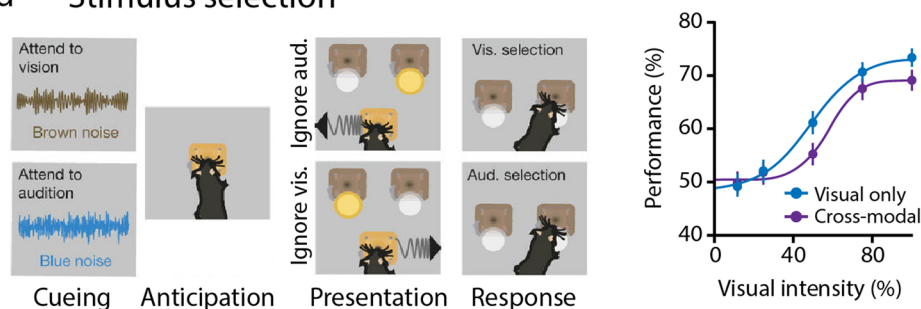 Stimulus selection
Attend to
vision
Brown noise
Attend to
audition
Blue noise
Cueing
Anticipation
Ignore aud.
Ignore vis.
Presentation
Vis. selection
Aud. selection
Response
Performance (%)
80
70
60
50
40
Visual only
Cross-modal
0
40
80
Visual intensity (%)